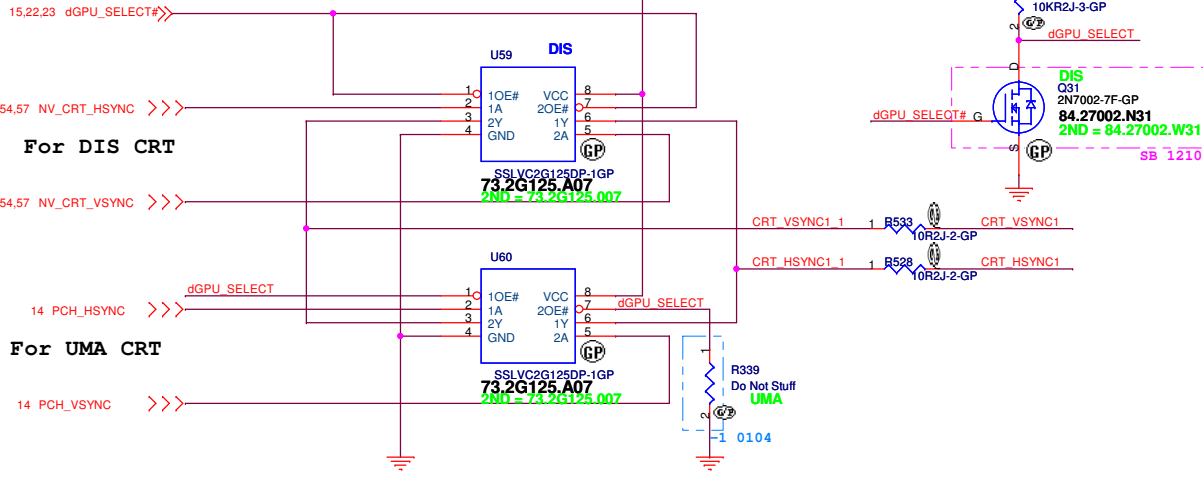 15,22,23 dGPU_SELECT#
U59
DIS
1 1OE# VCC 8
2 1A 2OE# 7
3 2Y 1Y 6
4 GND 2A 5
GP
54,57 NV_CRT_HSYNC
For DIS CRT
SSLVC2G125DP-1GP
73.2G125.A07
2ND = 73.2G125.007
54,57 NV_CRT_VSYNC
10KR2J-3-GP
2
dGPU_SELECT
D
DIS
Q31
2N7002-7F-GP
84.27002.N31
2ND = 84.27002.W31
dGPU_SELECT# G
S
GP
SB 1210
CRT_VSYNC1_1 1 R533 CRT_VSYNC1
10R2J-2-GP
CRT_HSYNC1_1 1 R528 CRT_HSYNC1
10R2J-2-GP
U60
dGPU_SELECT
1 1OE# VCC 8
2 1A 2OE# 7
3 2Y 1Y 6
4 GND 2A 5
GP
dGPU_SELECT
14 PCH_HSYNC
For UMA CRT
SSLVC2G125DP-1GP
73.2G125.A07
2ND = 73.2G125.007
14 PCH_VSYNC
1
R339
Do Not Stuff
UMA
2
-1 0104